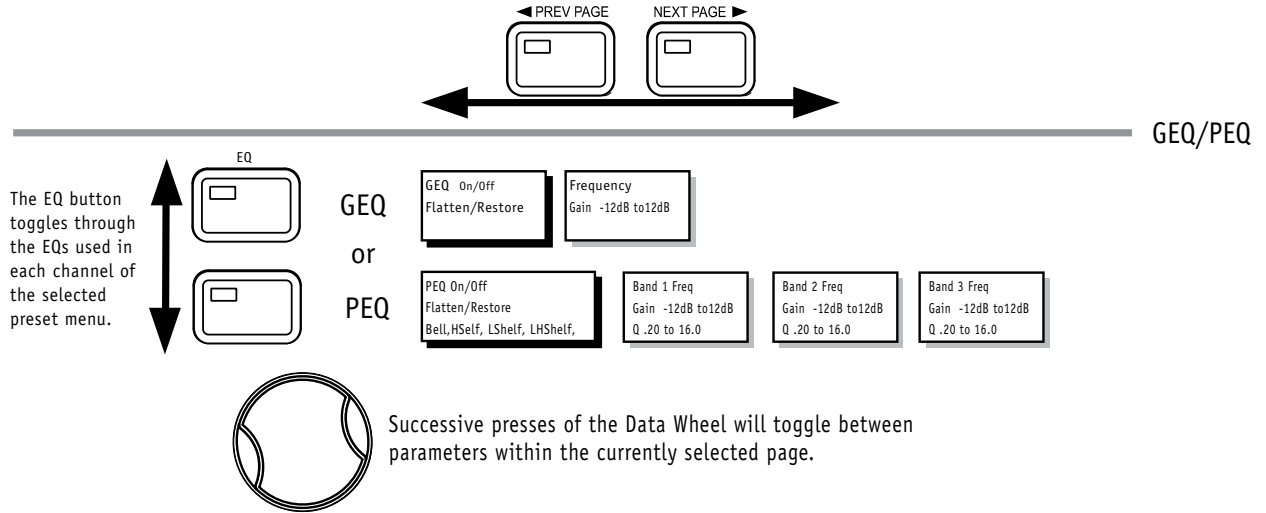 ◄ PREV PAGE NEXT PAGE ►
GEQ/PEQ
The EQ button
toggles through
the EQs used in
each channel of
the selected
preset menu.
EQ
GEQ
or
PEQ
GEQ On/Off
Flatten/Restore
Frequency
Gain -12dB to12dB
PEQ On/Off
Flatten/Restore
Bell,HSelf, LShelf, LHShelf,
Band 1 Freq
Gain -12dB to12dB
Q .20 to 16.0
Band 2 Freq
Gain -12dB to12dB
Q .20 to 16.0
Band 3 Freq
Gain -12dB to12dB
Q .20 to 16.0
Successive presses of the Data Wheel will toggle between
parameters within the currently selected page.